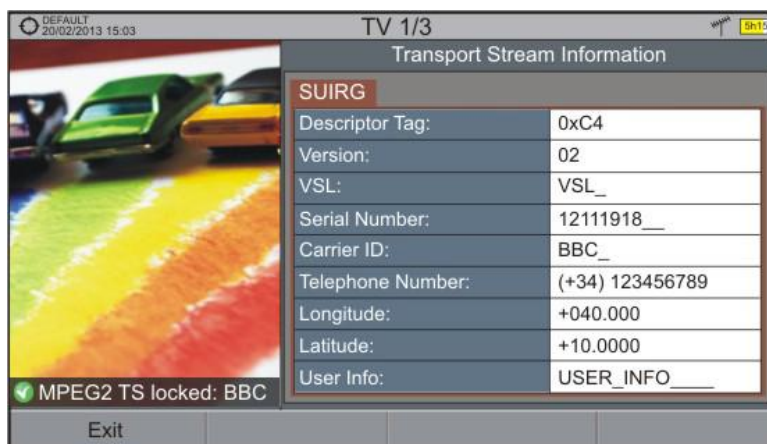 DEFAULT
20/02/2013 15:03
TV 1/3
5h15
Transport Stream Information
SUIRG
Descriptor Tag: 0xC4
Version: 02
VSL: VSL_
Serial Number: 12111918__
Carrier ID: BBC_
Telephone Number: (+34) 123456789
Longitude: +040.000
Latitude: +10.0000
User Info: USER_INFO____
MPEG2 TS locked: BBC
Exit